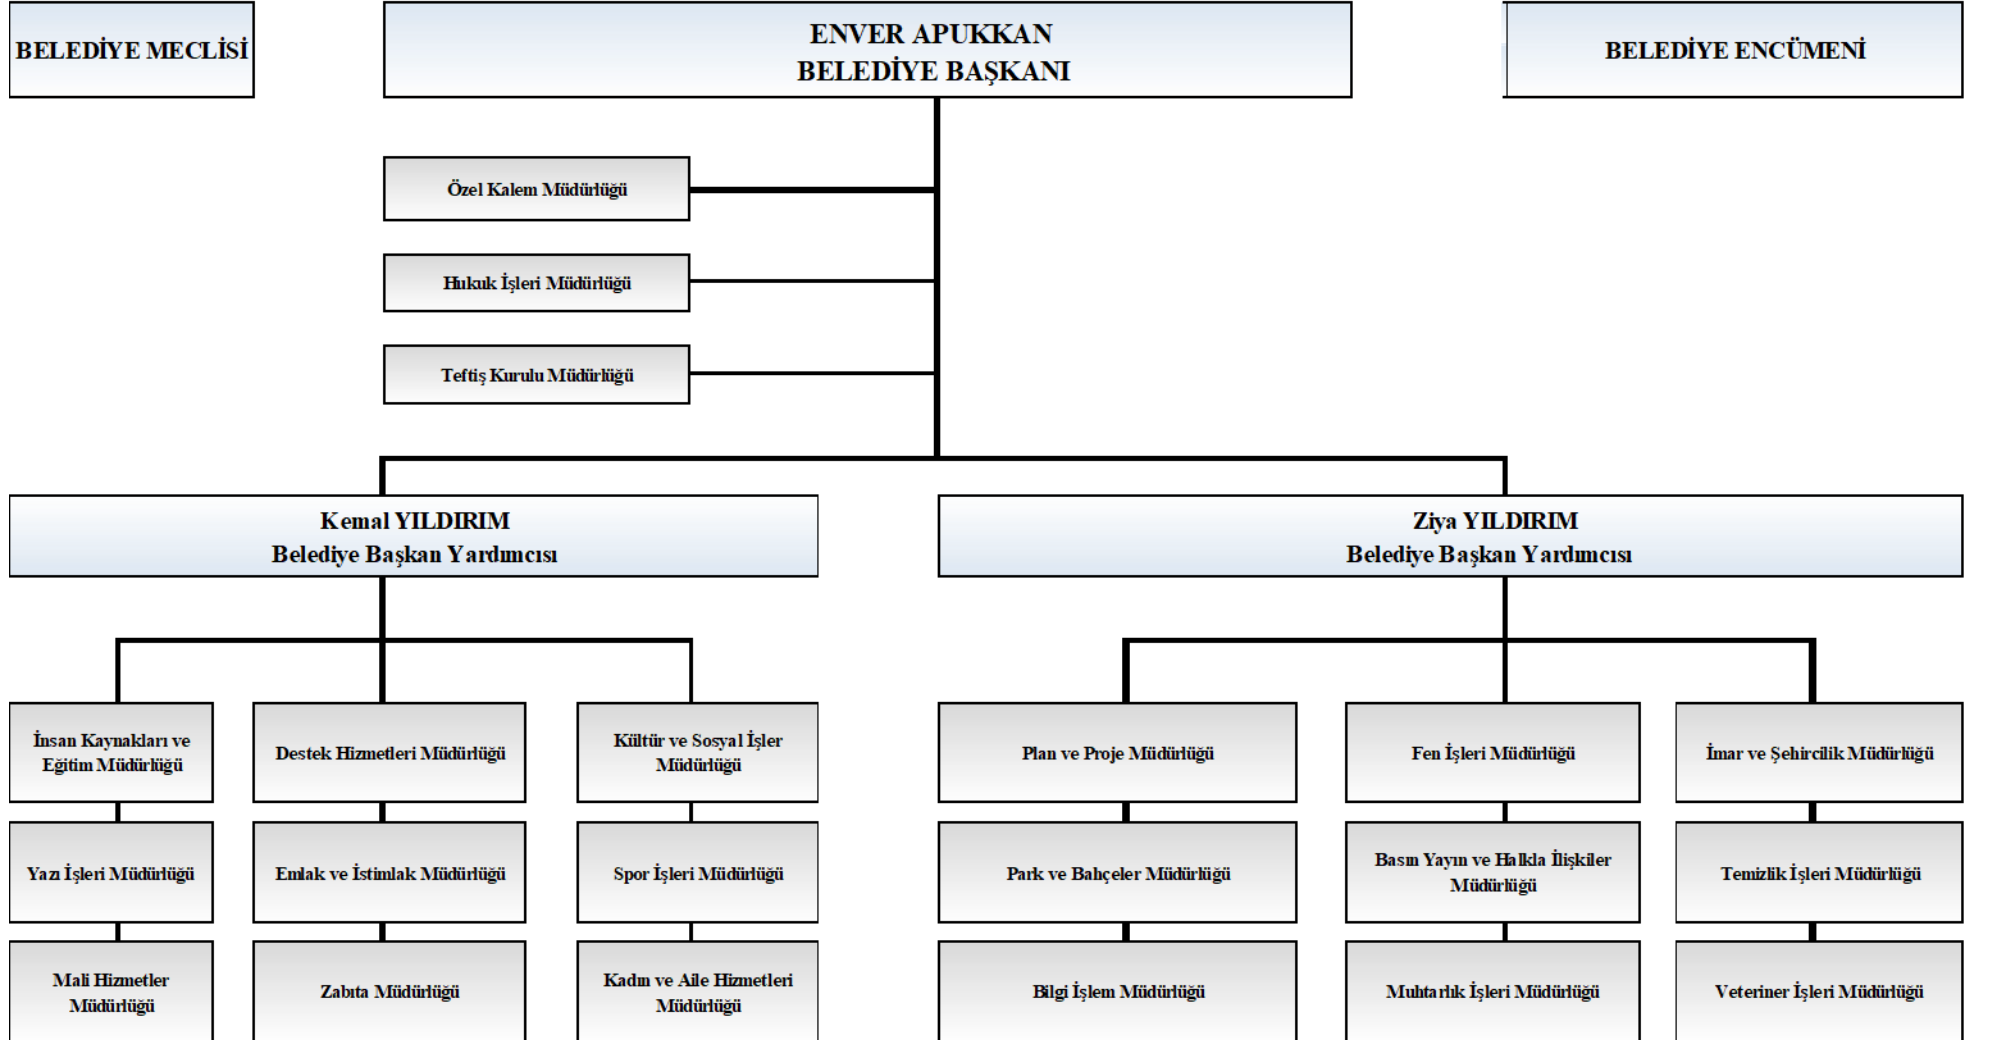 BELEDİYE MECLİSİ
ENVER APUKKAN
BELEDİYE BAŞKANI
BELEDİYE ENCÜMENİ
Özel Kalem Müdürlüğü
Hukuk İşleri Müdürlüğü
Teftiş Kurulu Müdürlüğü
Kemal YILDIRIM
Belediye Başkan Yardımcısı
Ziya YILDIRIM
Belediye Başkan Yardımcısı
İnsan Kaynakları ve
Eğitim Müdürlüğü
Destek Hizmetleri Müdürlüğü
Kültür ve Sosyal İşler
Müdürlüğü
Plan ve Proje Müdürlüğü
Fen İşleri Müdürlüğü
İmar ve Şehircilik Müdürlüğü
Yazı İşleri Müdürlüğü
Emlak ve İstimlak Müdürlüğü
Spor İşleri Müdürlüğü
Park ve Bahçeler Müdürlüğü
Basın Yayın ve Halkla İlişkiler
Müdürlüğü
Temizlik İşleri Müdürlüğü
Mali Hizmetler
Müdürlüğü
Zabıta Müdürlüğü
Kadın ve Aile Hizmetleri
Müdürlüğü
Bilgi İşlem Müdürlüğü
Muhtarlık İşleri Müdürlüğü
Veteriner İşleri Müdürlüğü